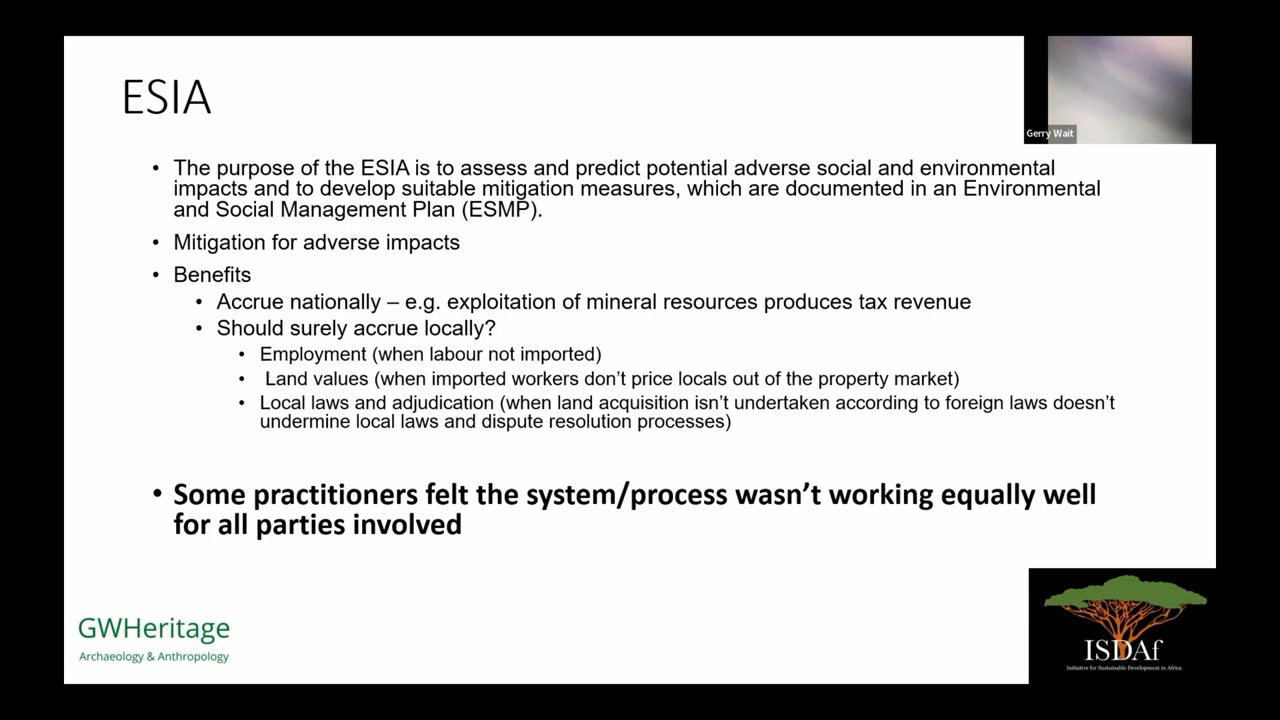 ESIA
Gerry Wait
• The purpose of the ESIA is to assess and predict potential adverse social and environmental
impacts and to develop suitable mitigation measures, which are documented in an Environmental
and Social Management Plan (ESMP).
• Mitigation for adverse impacts
• Benefits
• Accrue nationally – e.g. exploitation of mineral resources produces tax revenue
• Should surely accrue locally?
• Employment (when labour not imported)
• Land values (when imported workers don’t price locals out of the property market)
• Local laws and adjudication (when land acquisition isn’t undertaken according to foreign laws doesn’t
undermine local laws and dispute resolution processes)
• Some practitioners felt the system/process wasn’t working equally well
for all parties involved
GWHeritage
Archaeology & Anthropology
ISDAf
Initiative for Sustainable Development in Africa